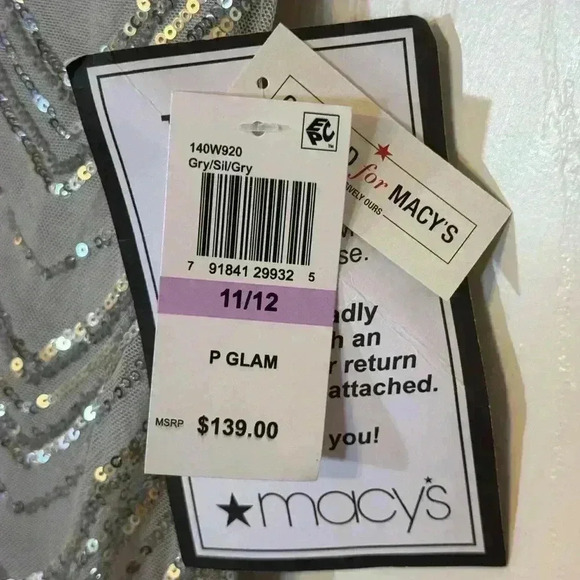 140W920
Gry/Sil/Gry
7 91841 29932 5
11/12
P GLAM
MSRP $139.00
for MACY'S
OURS
se.
adly
an
return
attached.
you!
macy's